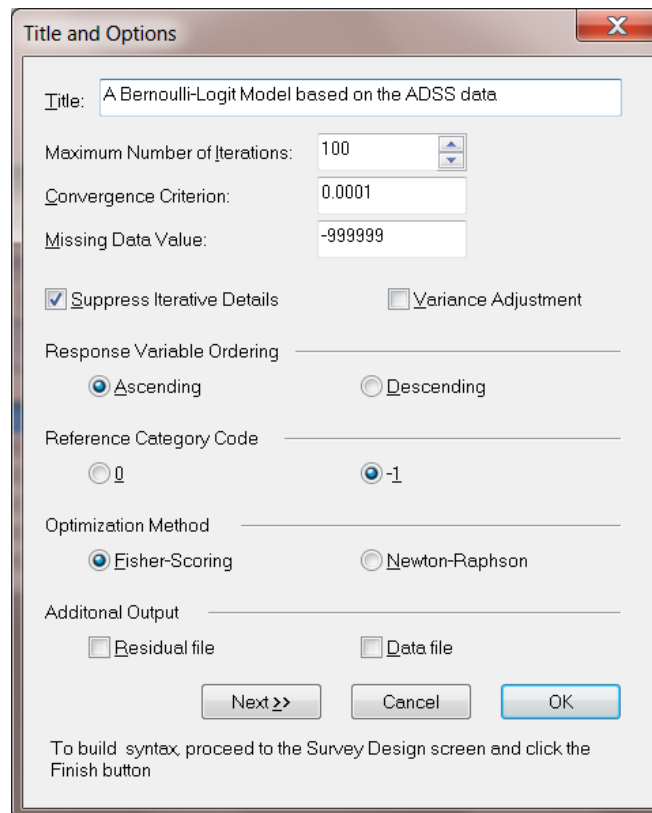 Title and Options
Title: A Bernoulli-Logit Model based on the ADSS data
Maximum Number of Iterations: 100
Convergence Criterion: 0.0001
Missing Data Value: -999999
Suppress Iterative Details Variance Adjustment
Response Variable Ordering
Ascending Descending
Reference Category Code
0 -1
Optimization Method
Fisher-Scoring Newton-Raphson
Additonal Output
Residual file Data file
Next >> Cancel OK
To build syntax, proceed to the Survey Design screen and click the
Finish button